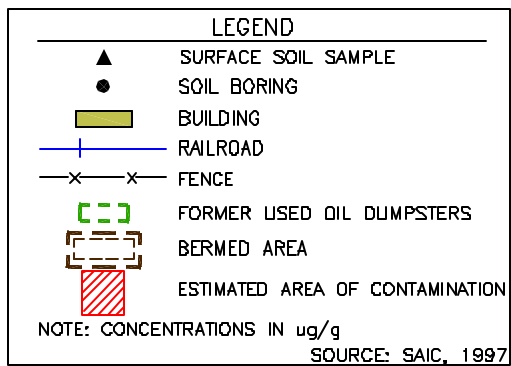 LEGEND
SURFACE SOIL SAMPLE
SOIL BORING
BUILDING
RAILROAD
FENCE
FORMER USED OIL DUMPSTERS
BERMED AREA
ESTIMATED AREA OF CONTAMINATION
NOTE: CONCENTRATIONS IN ug/g
SOURCE: SAIC, 1997